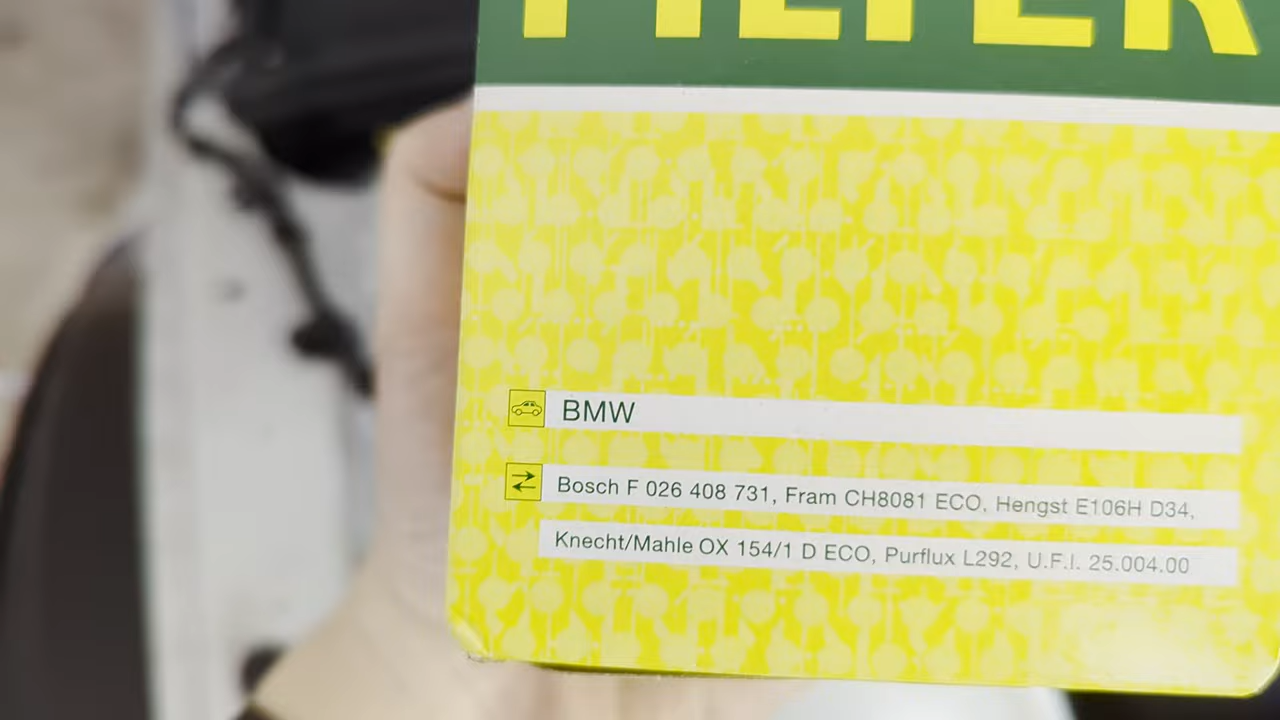 FILTER
BMW
Bosch F 026 408 731, Fram CH8081 ECO, Hengst E106H D34,
Knecht/Mahle OX 154/1 D ECO, Purflux L292, U.F.I. 25.004.00